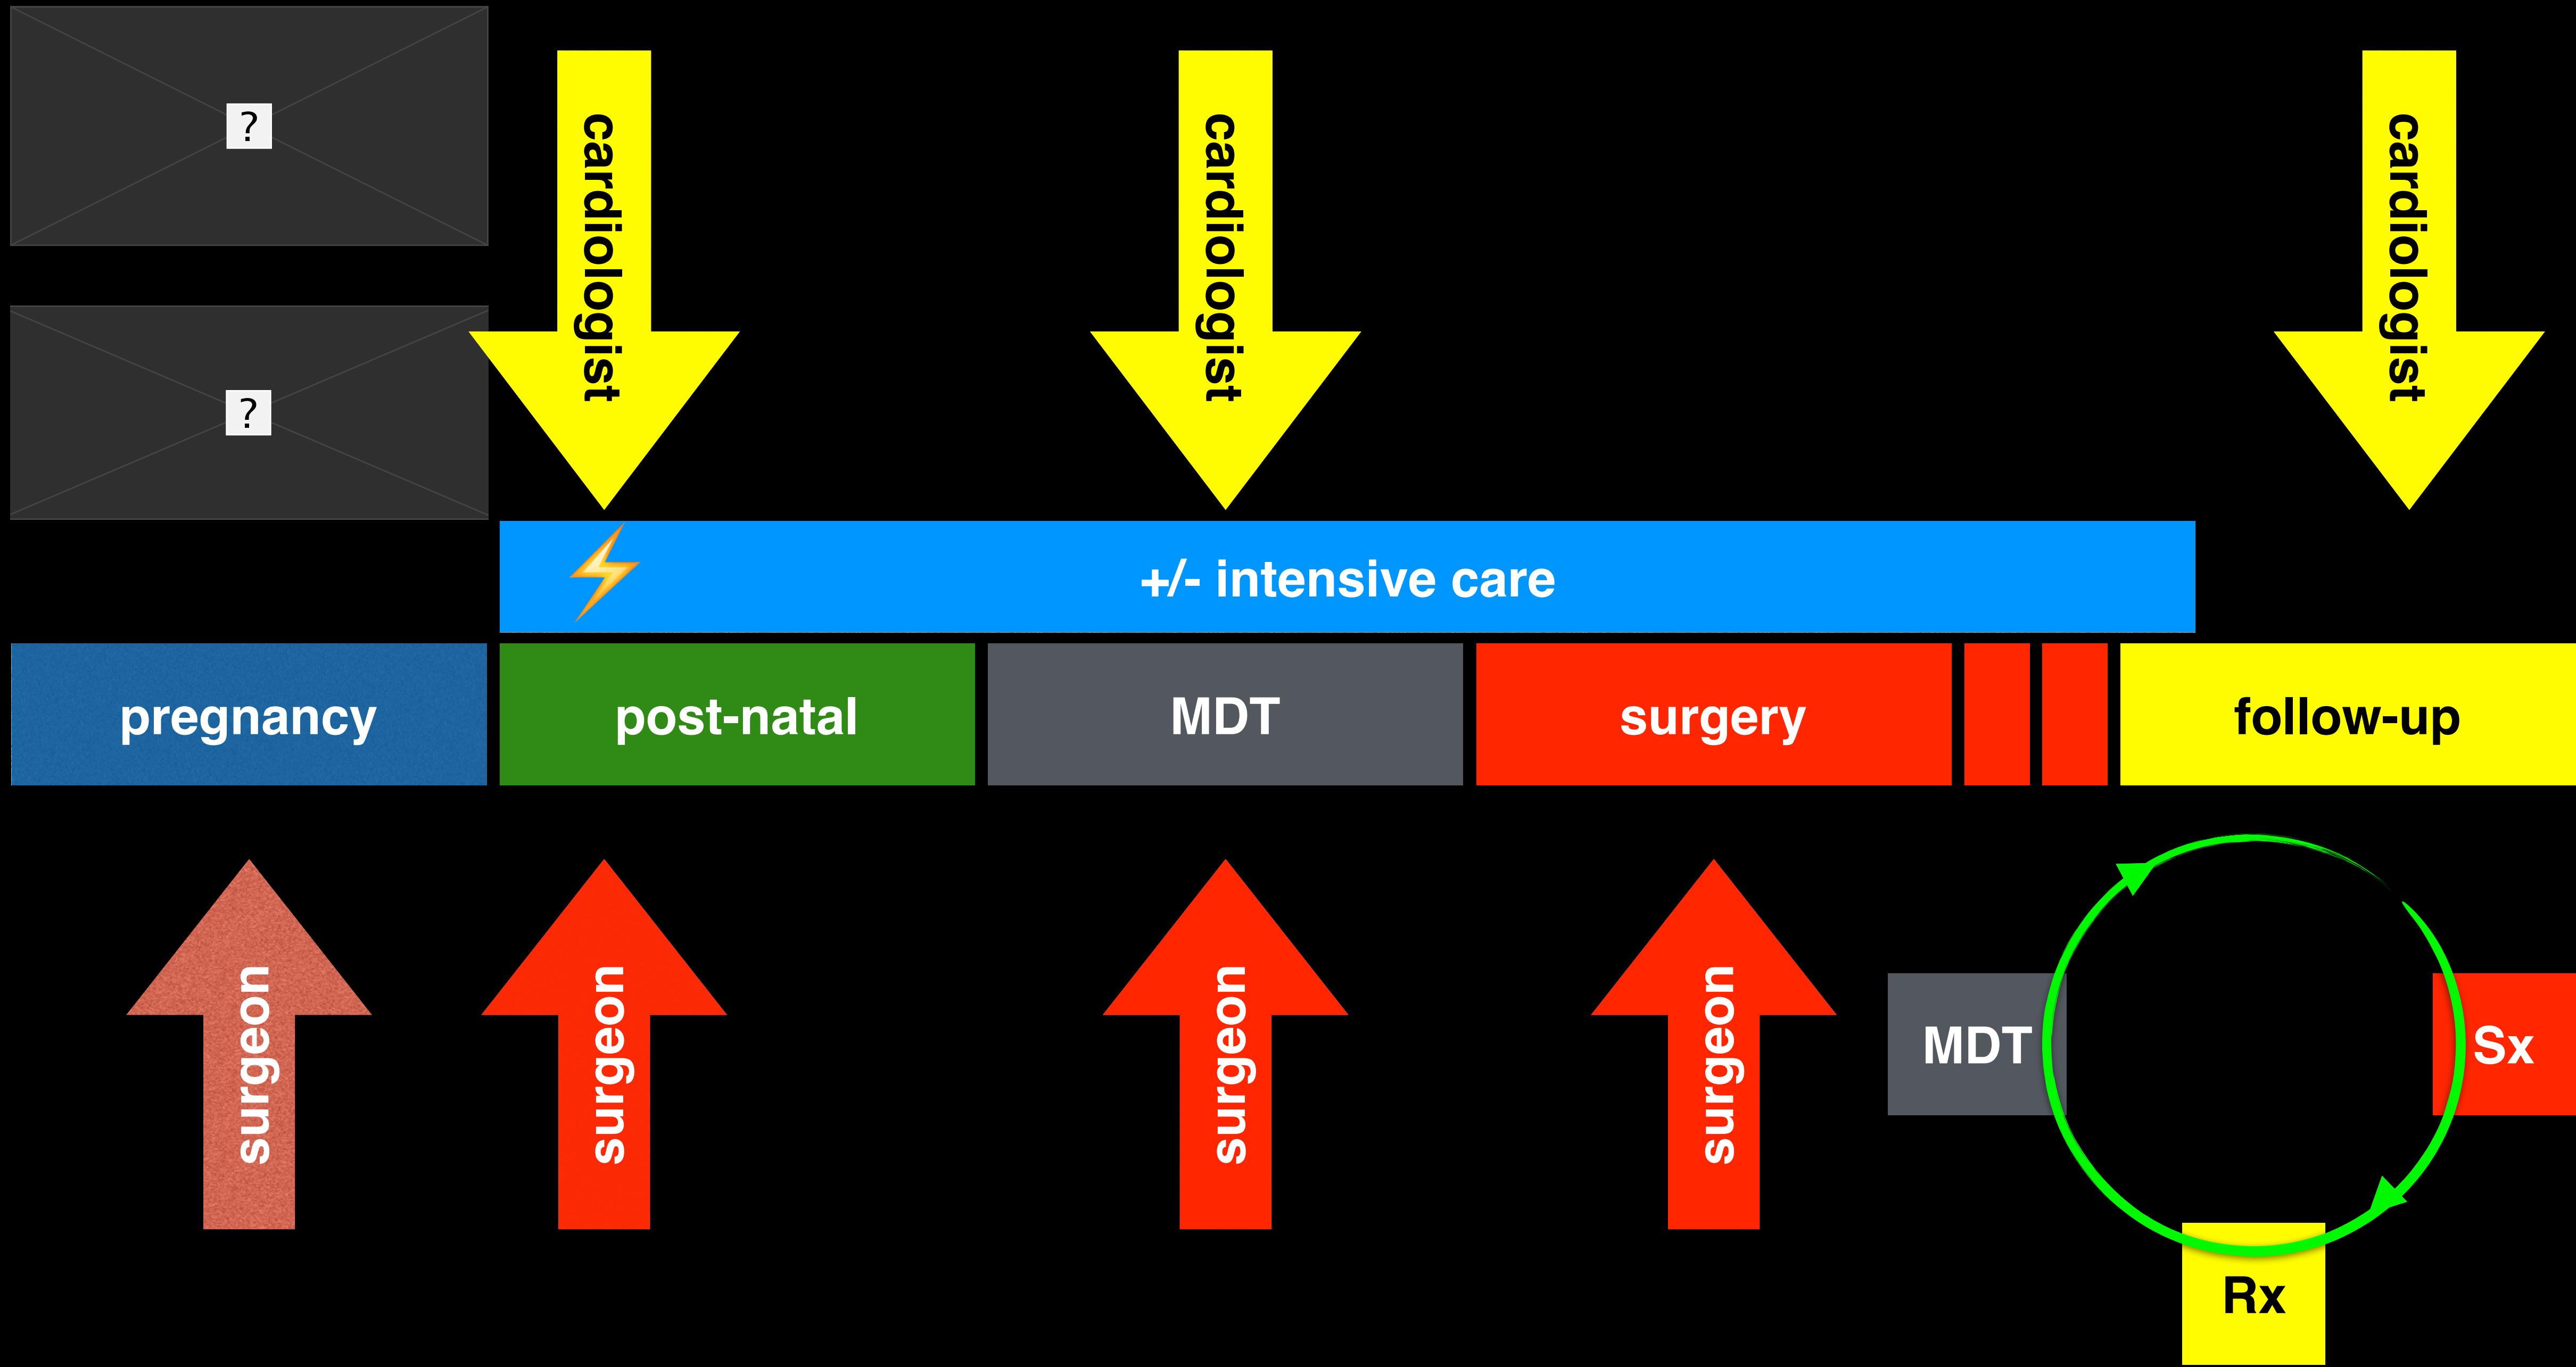 ?
?
cardiologist
cardiologist
cardiologist
+/- intensive care
pregnancy
post-natal
MDT
surgery
follow-up
surgeon
surgeon
surgeon
surgeon
MDT
Sx
Rx